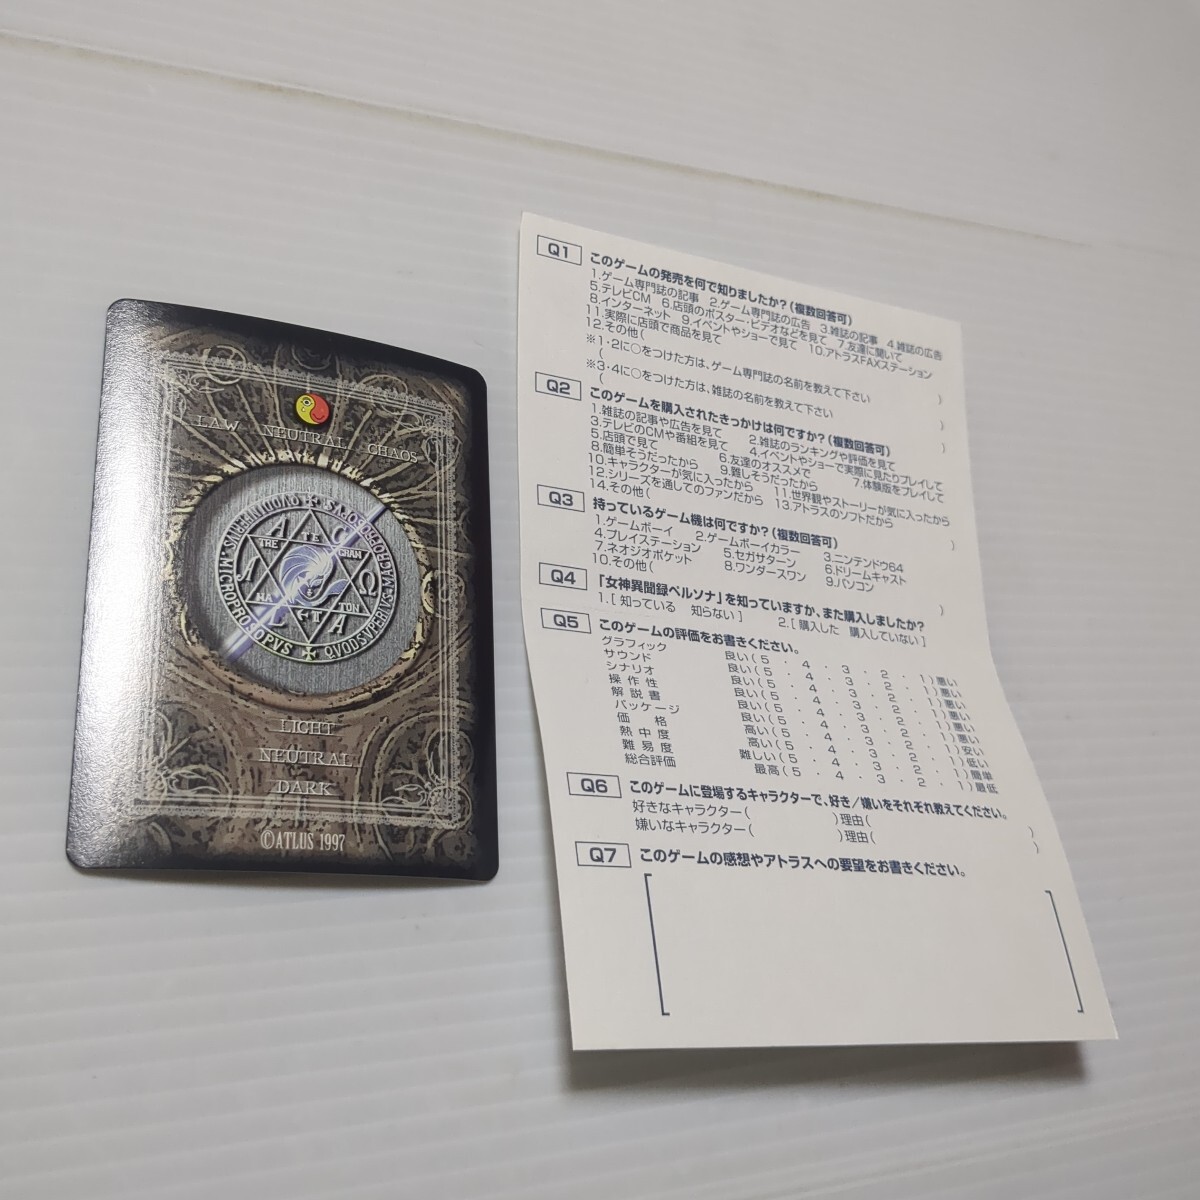 LAW NEUTRAL CHAOS
TE
TRE
GRAM
MA
TON
LIGHT
NEUTRAL
DARK
©ATLUS 1997
Q1 このゲームの発売を何で知りましたか?(複数回答可)
1.ゲーム専門誌の記事 2.ゲーム専門誌の広告 3.雑誌の記事 4.雑誌の広告
5.テレビCM 6.店頭のポスター・ビデオなどを見て 7.友達に聞いて
8.インターネット 9.イベントやショーで見て 10.アトラスFAXステーション
11.実際に店頭で商品を見て
12.その他( )
※1・2に○をつけた方は、ゲーム専門誌の名前を教えて下さい
( )
※3・4に○をつけた方は、雑誌の名前を教えて下さい
( )
Q2 このゲームを購入されたきっかけは何ですか?(複数回答可)
1.雑誌の記事や広告を見て 2.雑誌のランキングや評価を見て
3.テレビのCMや番組を見て 4.イベントやショーで実際に見たりプレイして
5.店頭で見て 6.友達のオススメで 7.体験版をプレイして
8.簡単そうだったから 9.難しそうだったから
10.キャラクターが気に入ったから 11.世界観やストーリーが気に入ったから
12.シリーズを通してのファンだから 13.アトラスのソフトだから
14.その他( )
Q3 持っているゲーム機は何ですか?(複数回答可)
1.ゲームボーイ 2.ゲームボーイカラー 3.ニンテンドウ64
4.プレイステーション 5.セガサターン 6.ドリームキャスト
7.ネオジオポケット 8.ワンダースワン 9.パソコン
10.その他( )
Q4 「女神異聞録ペルソナ」を知っていますか、また購入しましたか?
1.[ 知っている 知らない ] 2.[ 購入した 購入していない ]
Q5 このゲームの評価をお書きください。
グラフィック 良い( 5 ・ 4 ・ 3 ・ 2 ・ 1 )悪い
サウンド 良い( 5 ・ 4 ・ 3 ・ 2 ・ 1 )悪い
シナリオ 良い( 5 ・ 4 ・ 3 ・ 2 ・ 1 )悪い
操作性 良い( 5 ・ 4 ・ 3 ・ 2 ・ 1 )悪い
解説書 良い( 5 ・ 4 ・ 3 ・ 2 ・ 1 )悪い
パッケージ 良い( 5 ・ 4 ・ 3 ・ 2 ・ 1 )悪い
価格 高い( 5 ・ 4 ・ 3 ・ 2 ・ 1 )安い
熱中度 高い( 5 ・ 4 ・ 3 ・ 2 ・ 1 )低い
難易度 難しい( 5 ・ 4 ・ 3 ・ 2 ・ 1 )簡単
総合評価 最高( 5 ・ 4 ・ 3 ・ 2 ・ 1 )最低
Q6 このゲームに登場するキャラクターで、好き/嫌いをそれぞれ教えてください。
好きなキャラクター( )理由( )
嫌いなキャラクター( )理由( )
Q7 このゲームの感想やアトラスへの要望をお書きください。